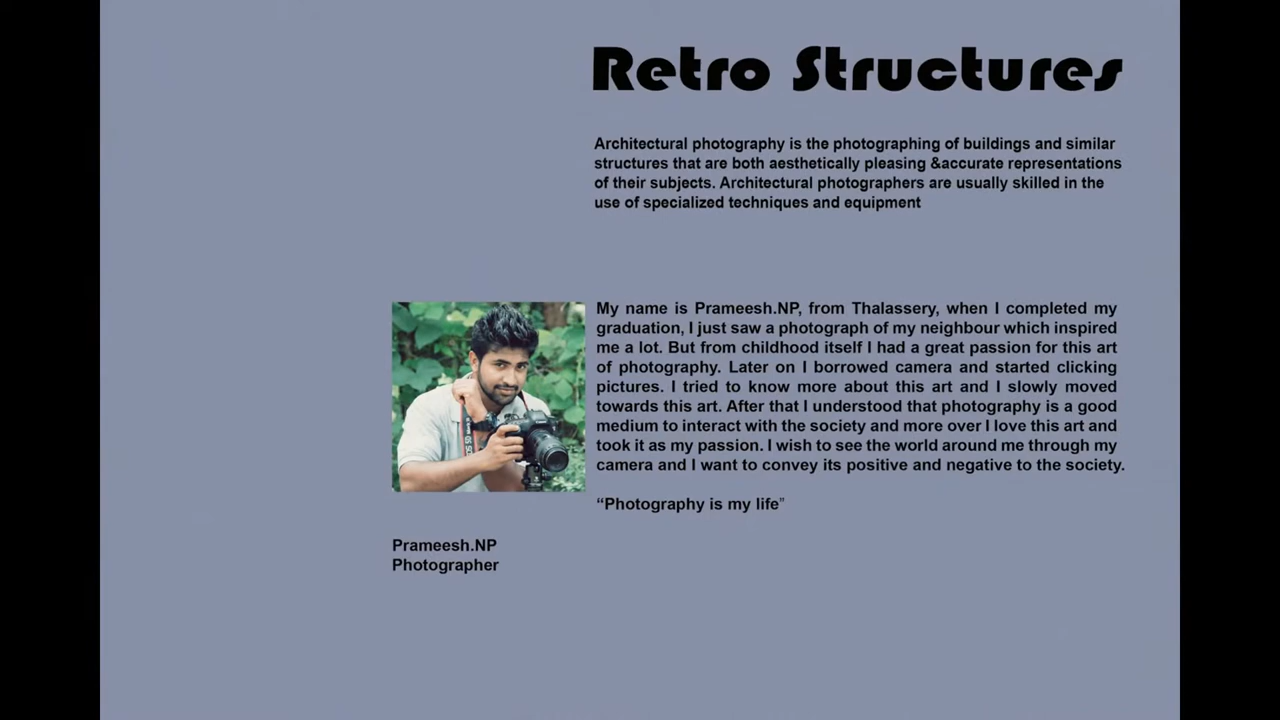 Retro Structures
Architectural photography is the photographing of buildings and similar
structures that are both aesthetically pleasing &accurate representations
of their subjects. Architectural photographers are usually skilled in the
use of specialized techniques and equipment
My name is Prameesh.NP, from Thalassery, when I completed my
graduation, I just saw a photograph of my neighbour which inspired
me a lot. But from childhood itself I had a great passion for this art
of photography. Later on I borrowed camera and started clicking
pictures. I tried to know more about this art and I slowly moved
towards this art. After that I understood that photography is a good
medium to interact with the society and more over I love this art and
took it as my passion. I wish to see the world around me through my
camera and I want to convey its positive and negative to the society.
“Photography is my life”
Prameesh.NP
Photographer